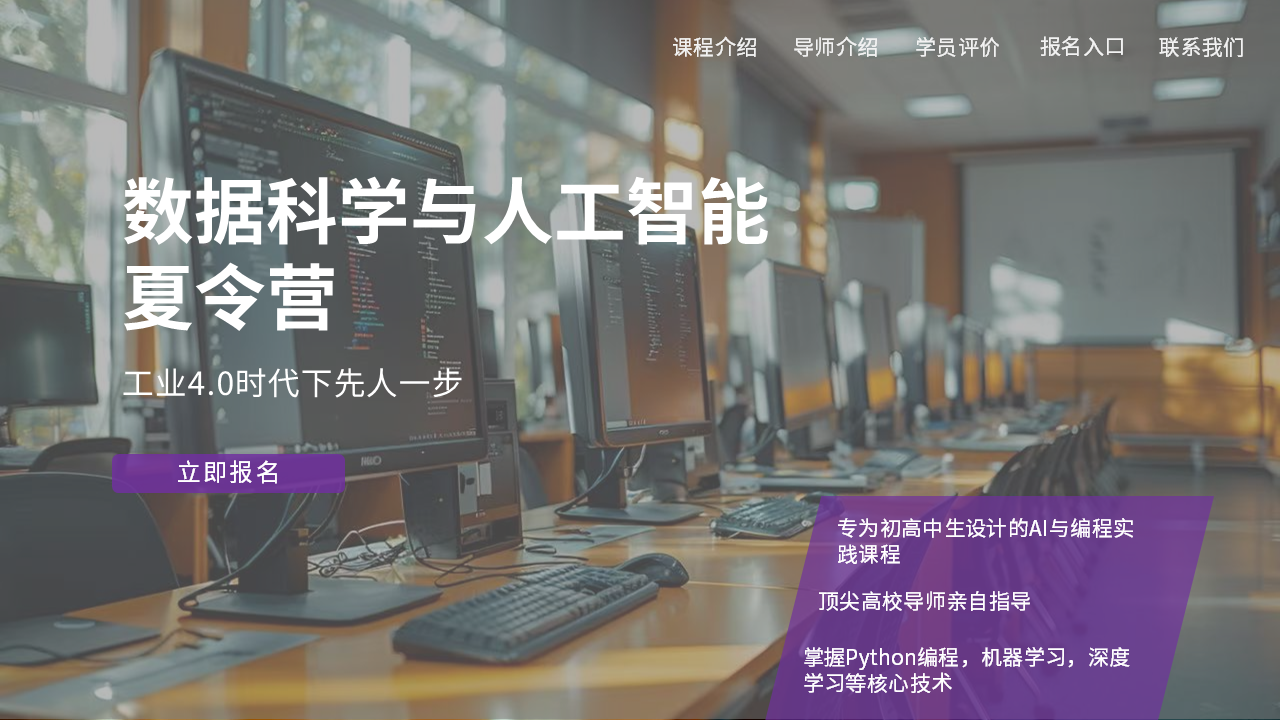 课程介绍 导师介绍 学员评价 报名入口 联系我们
数据科学与人工智能
夏令营
工业4.0时代下先人一步
立即报名
专为初高中生设计的AI与编程实
践课程
顶尖高校导师亲自指导
掌握Python编程，机器学习，深度
学习等核心技术